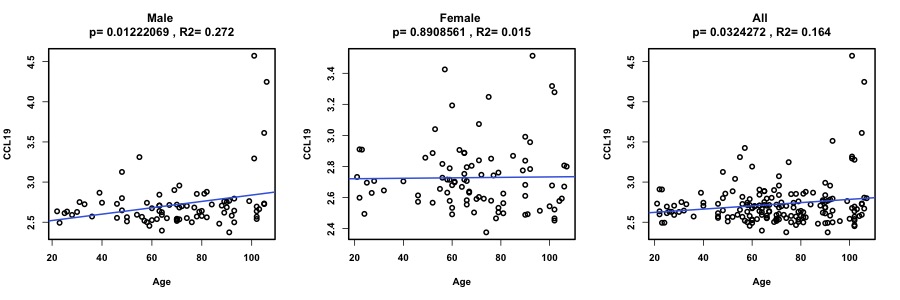 Male
p= 0.01222069 , R2= 0.272
CCL19
4.5
4.0
3.5
3.0
2.5
20 40 60 80 100
Age
Female
p= 0.8908561 , R2= 0.015
CCL19
3.4
3.2
3.0
2.8
2.6
2.4
20 40 60 80 100
Age
All
p= 0.0324272 , R2= 0.164
CCL19
4.5
4.0
3.5
3.0
2.5
20 40 60 80 100
Age